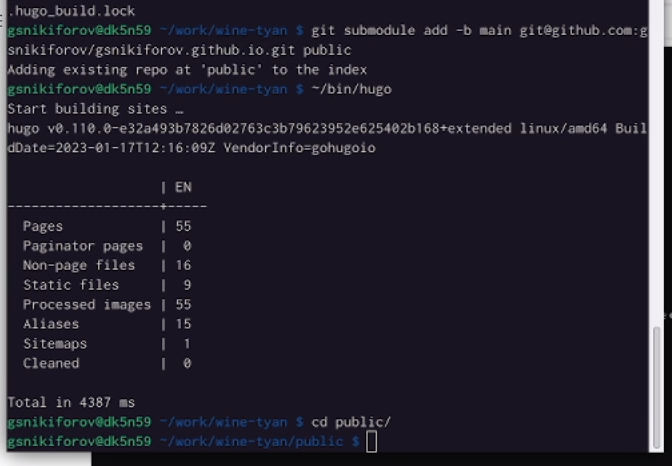 .hugo_build.lock
gsnikiforov@dk5n59 ~/work/wine-tyan $ git submodule add -b main git@github.com:g
snikiforov/gsnikiforov.github.io.git public
Adding existing repo at 'public' to the index
gsnikiforov@dk5n59 ~/work/wine-tyan $ ~/bin/hugo
Start building sites …
hugo v0.110.0-e32a493b7826d02763c3b79623952e625402b168+extended linux/amd64 Buil
dDate=2023-01-17T12:16:09Z VendorInfo=gohugoio

                   | EN
-------------------+-----
  Pages            | 55
  Paginator pages  |  0
  Non-page files   | 16
  Static files     |  9
  Processed images | 55
  Aliases          | 15
  Sitemaps         |  1
  Cleaned          |  0

Total in 4387 ms
gsnikiforov@dk5n59 ~/work/wine-tyan $ cd public/
gsnikiforov@dk5n59 ~/work/wine-tyan/public $